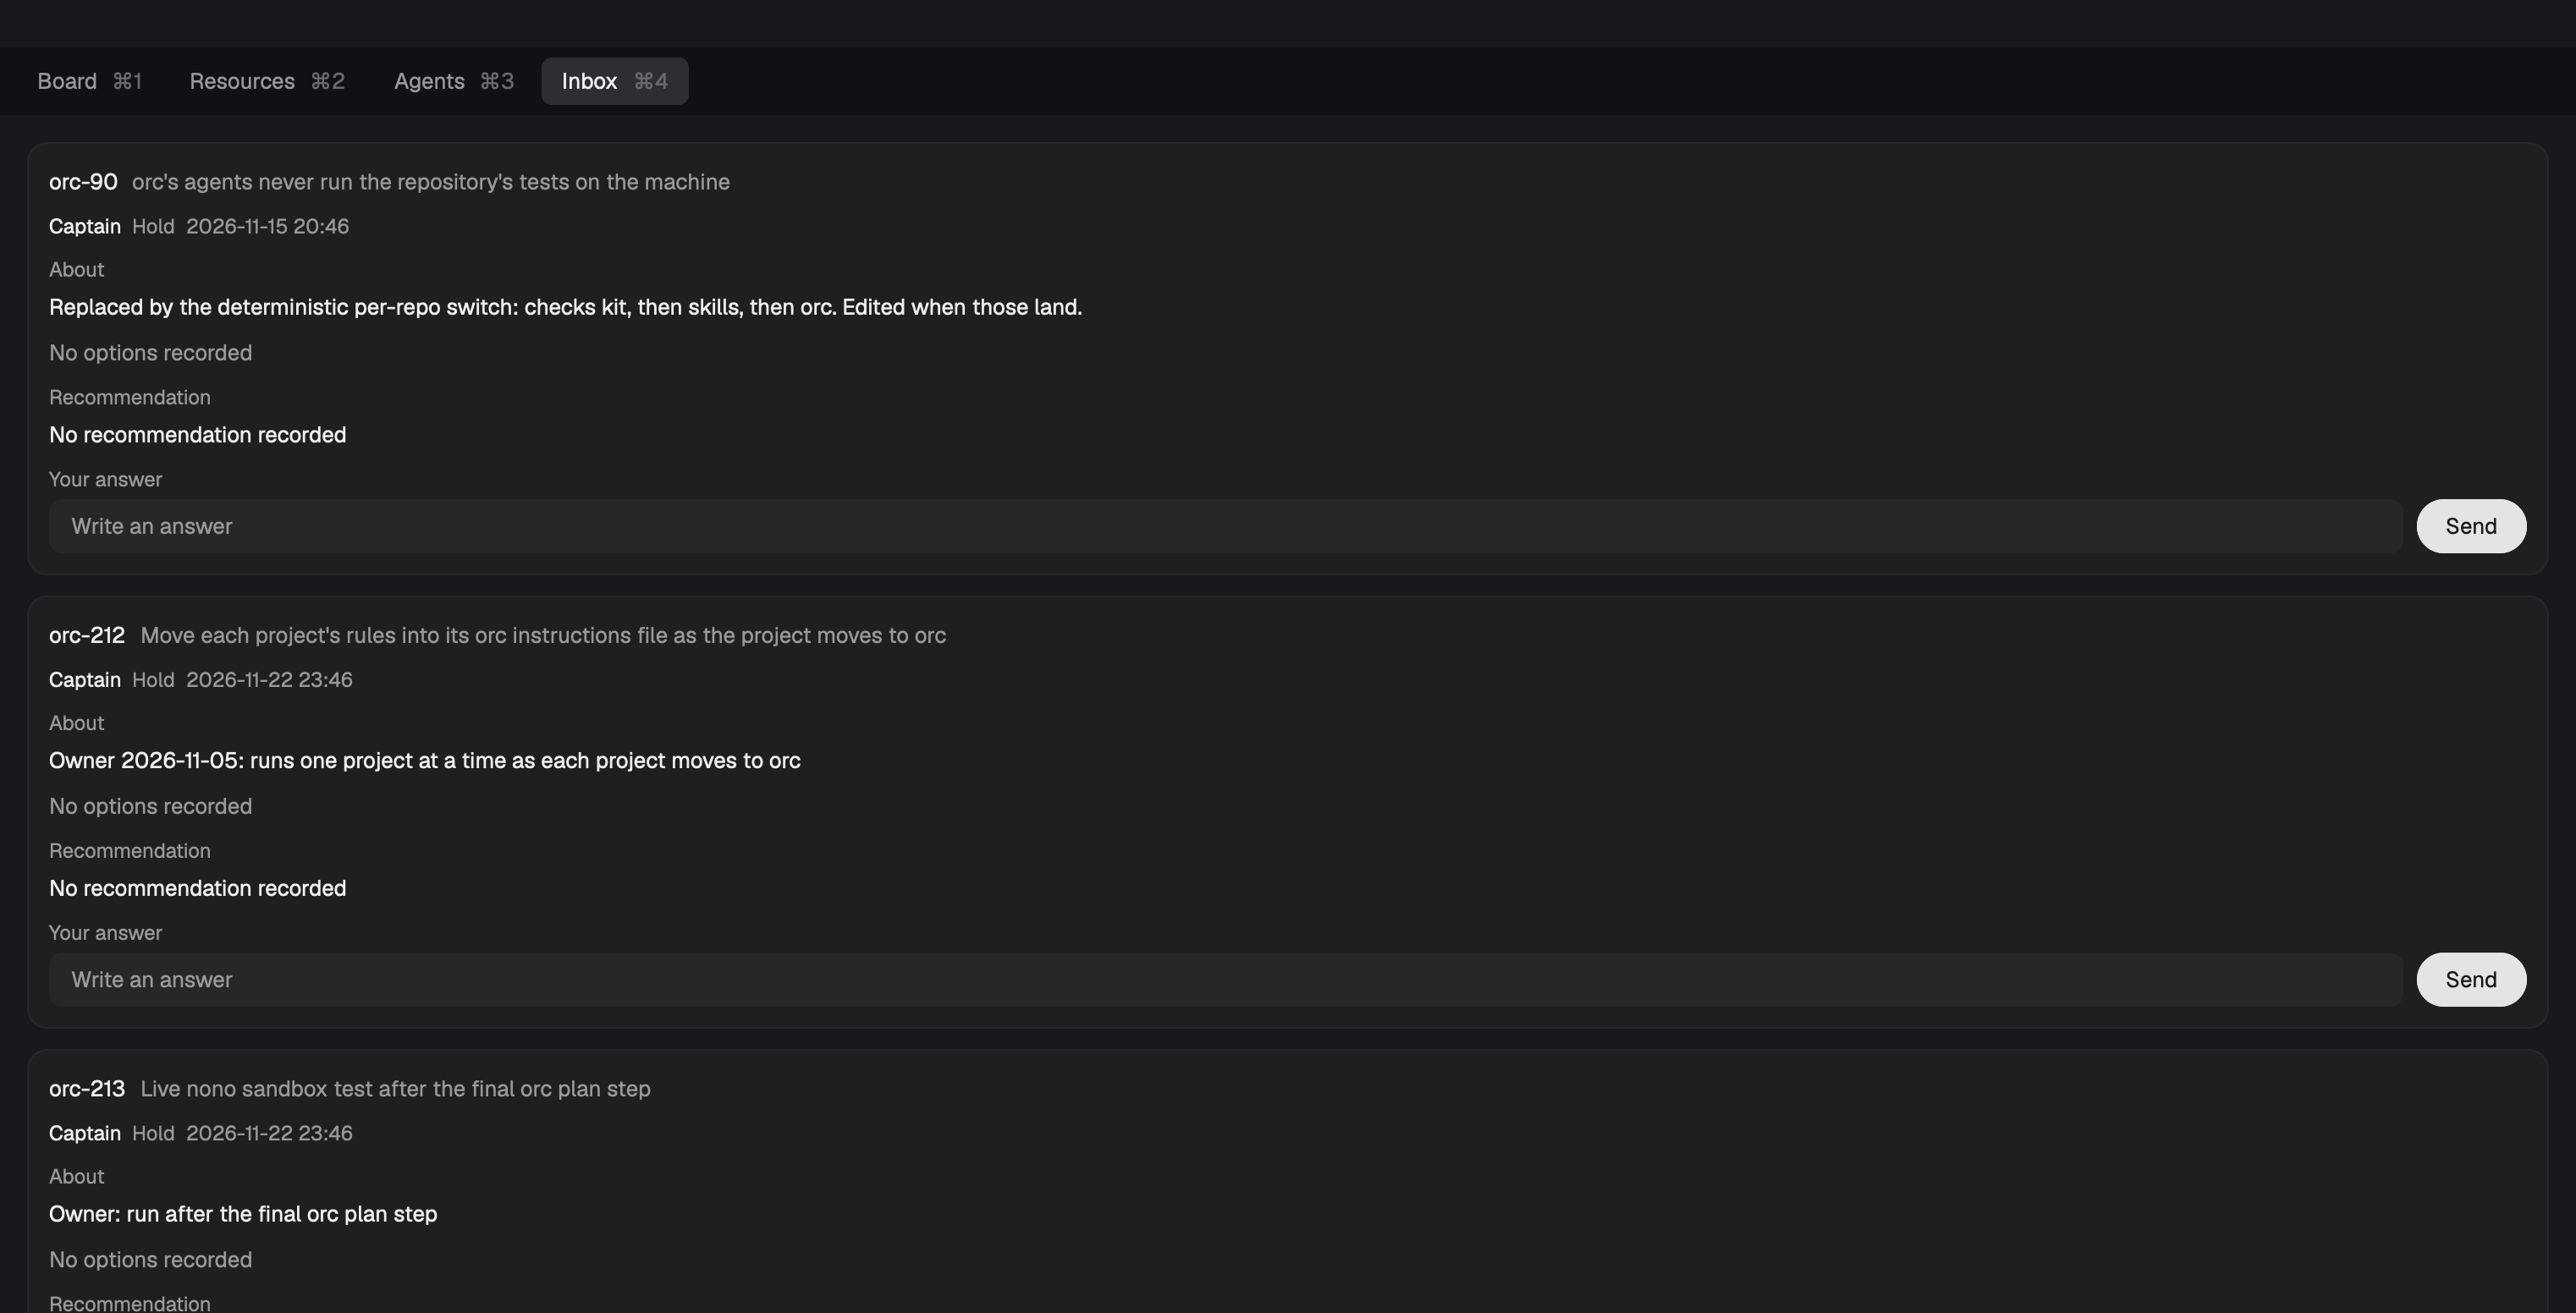 Board ⌘1 Resources ⌘2 Agents ⌘3 Inbox ⌘4
orc-90 orc's agents never run the repository's tests on the machine
Captain Hold 2026-11-15 20:46
About
Replaced by the deterministic per-repo switch: checks kit, then skills, then orc. Edited when those land.
No options recorded
Recommendation
No recommendation recorded
Your answer
Write an answer Send
orc-212 Move each project's rules into its orc instructions file as the project moves to orc
Captain Hold 2026-11-22 23:46
About
Owner 2026-11-05: runs one project at a time as each project moves to orc
No options recorded
Recommendation
No recommendation recorded
Your answer
Write an answer Send
orc-213 Live nono sandbox test after the final orc plan step
Captain Hold 2026-11-22 23:46
About
Owner: run after the final orc plan step
No options recorded
Recommendation